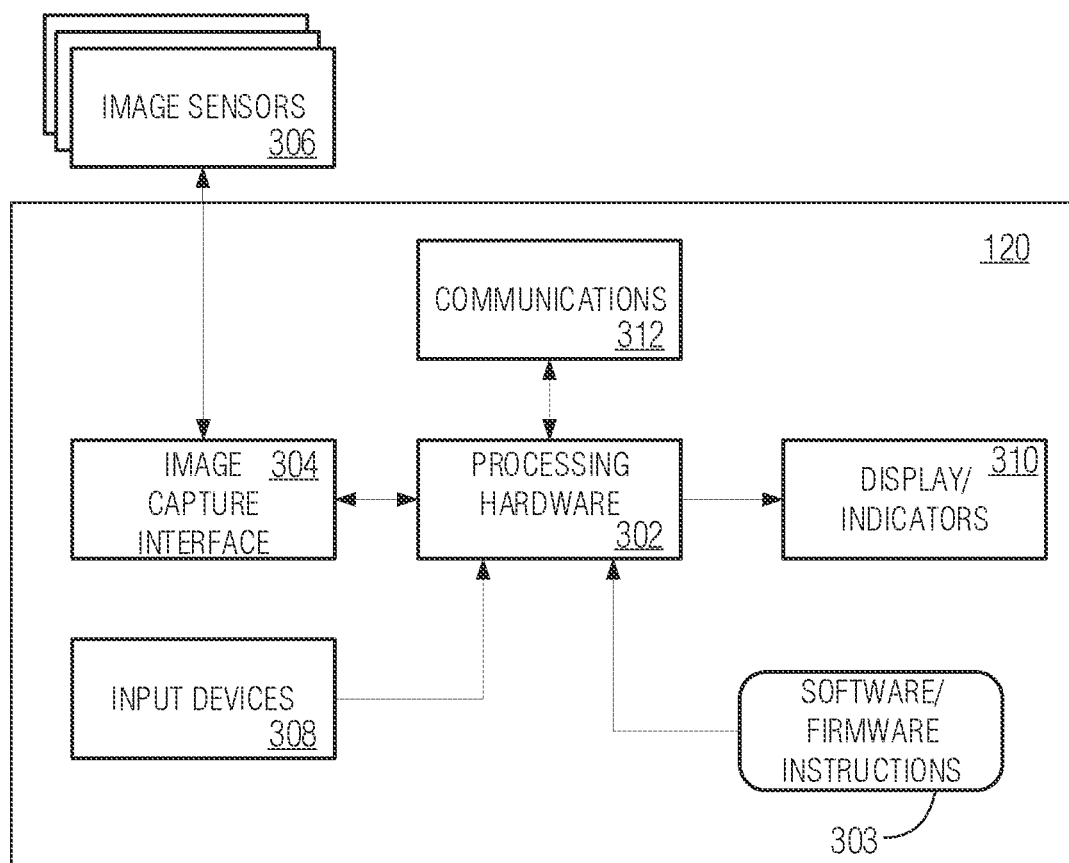 IMAGE SENSORS
306
120
COMMUNICATIONS
312
IMAGE 304
CAPTURE
INTERFACE
PROCESSING
HARDWARE
302
310
DISPLAY/
INDICATORS
INPUT DEVICES
308
SOFTWARE/
FIRMWARE
INSTRUCTIONS
303